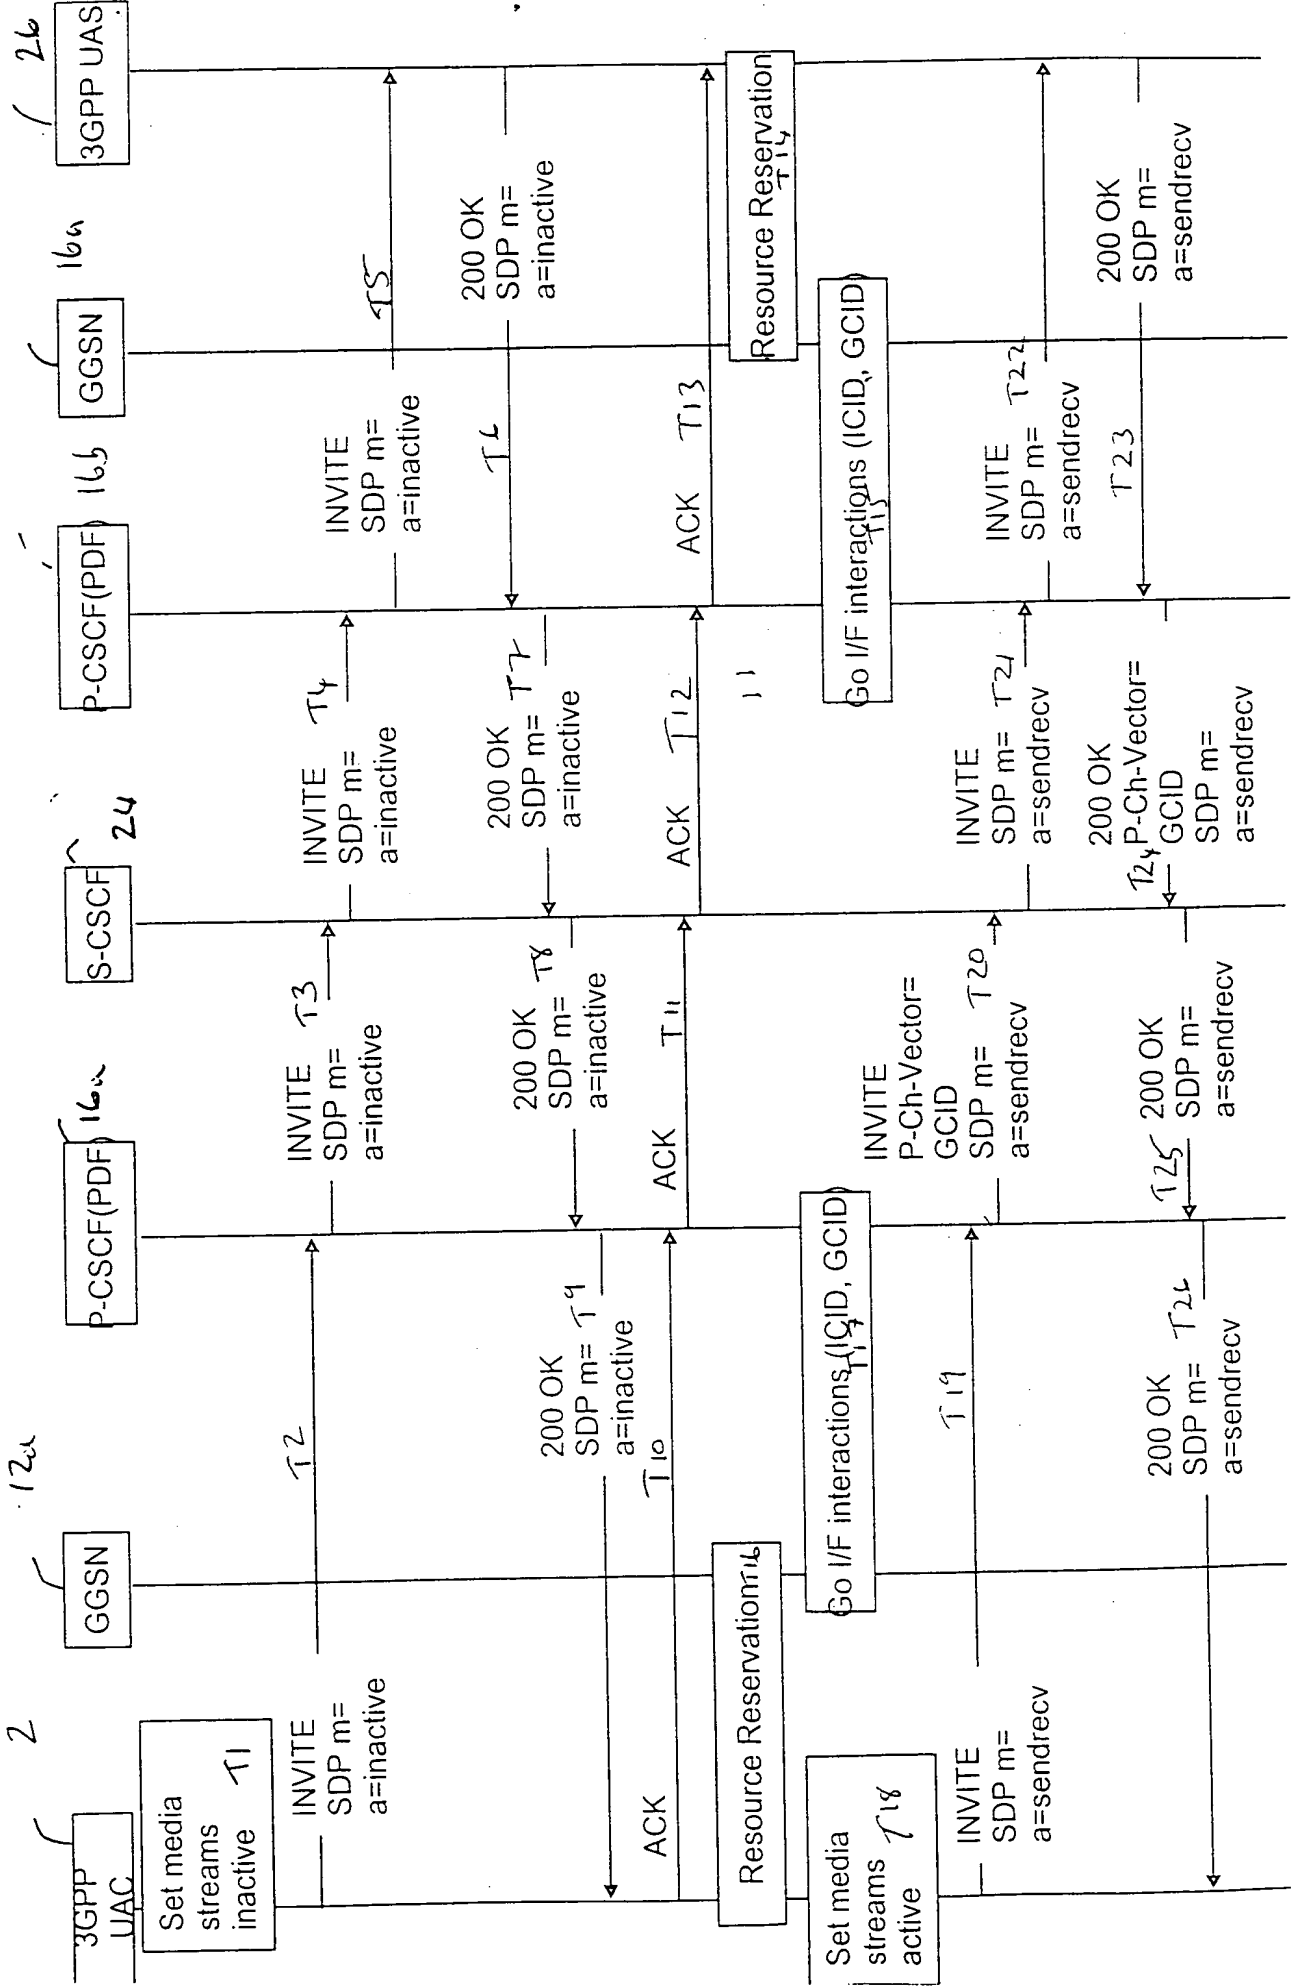 2
3GPP
UAC
12a
GGSN
P-CSCF(PDF)
16a
S-CSCF
24
P-CSCF(PDF)
16b
GGSN
16a
3GPP UAS
26
Set media
streams
inactive
T1
INVITE
SDP m=
a=inactive
T2
INVITE
SDP m= T3
a=inactive
INVITE T4
SDP m=
a=inactive
INVITE
SDP m=
a=inactive
T5
T6
200 OK
SDP m=
a=inactive
200 OK
SDP m= T7
a=inactive
200 OK
SDP m= T8
a=inactive
200 OK
SDP m= T9
a=inactive
ACK
T10
ACK
T11
ACK
T12
ACK
T13
11
Resource Reservation
T14
Go I/F interactions (ICID, GCID)
T15
Resource Reservation T16
Go I/F interactions (ICID, GCID)
T17
Set media
streams
active
T18
INVITE
SDP m=
a=sendrecv
T19
INVITE
P-Ch-Vector=
GCID
SDP m= T20
a=sendrecv
INVITE
SDP m= T21
a=sendrecv
INVITE
SDP m= T22
a=sendrecv
T23
200 OK
SDP m=
a=sendrecv
200 OK
T24 P-Ch-Vector=
GCID
SDP m=
a=sendrecv
T25
200 OK
SDP m=
a=sendrecv
200 OK
SDP m= T26
a=sendrecv